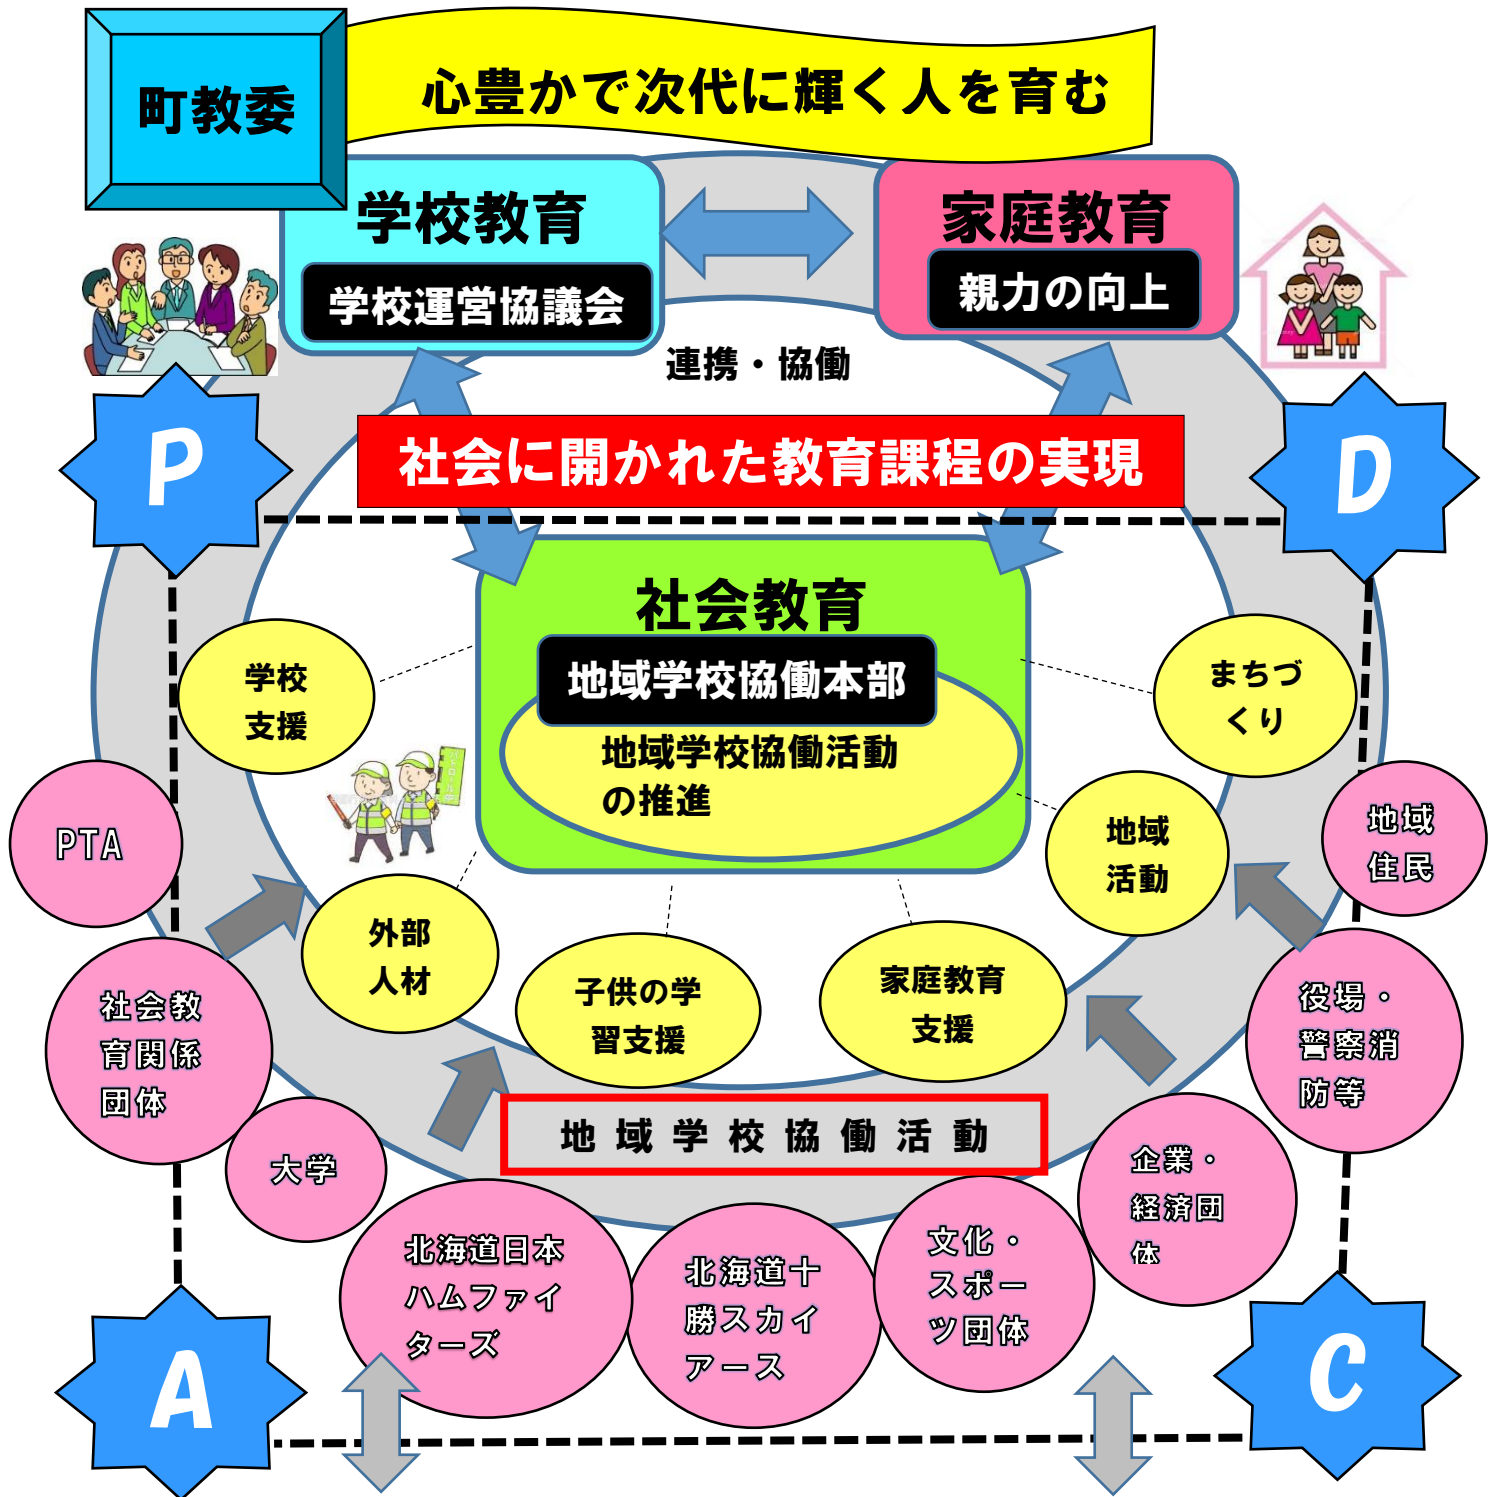 町教委
心豊かで次代に輝く人を育む
学校教育
学校運営協議会
家庭教育
親力の向上
連携・協働
P
D
社会に開かれた教育課程の実現
社会教育
地域学校協働本部
地域学校協働活動
の推進
学校
支援
まちづ
くり
パトロール中
地域
活動
地域
住民
PTA
外部
人材
子供の学
習支援
家庭教育
支援
社会教
育関係
団体
役場・
警察消
防等
地域学校協働活動
大学
企業・
経済団
体
北海道日本
ハムファイ
ターズ
北海道十
勝スカイ
アース
文化・
スポー
ツ団体
A
C